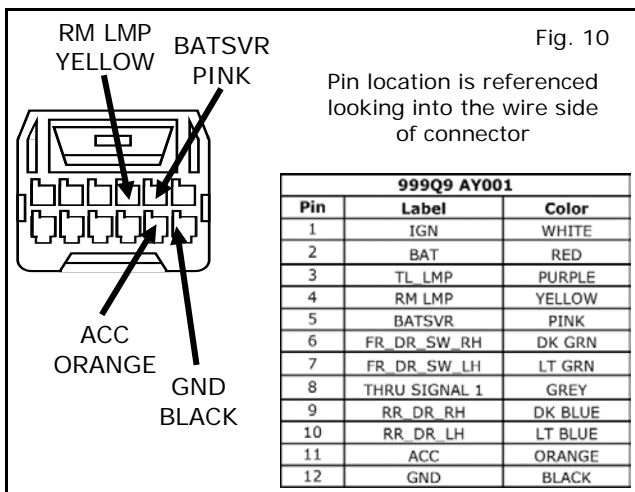 RM LMP
YELLOW
BATSVR
PINK
Fig. 10
Pin location is referenced
looking into the wire side
of connector
ACC
ORANGE
GND
BLACK
999Q9 AY001
Pin Label Color
1 IGN WHITE
2 BAT RED
3 TL_LMP PURPLE
4 RM LMP YELLOW
5 BATSVR PINK
6 FR_DR_SW_RH DK GRN
7 FR_DR_SW_LH LT GRN
8 THRU SIGNAL 1 GREY
9 RR_DR_RH DK BLUE
10 RR_DR_LH LT BLUE
11 ACC ORANGE
12 GND BLACK